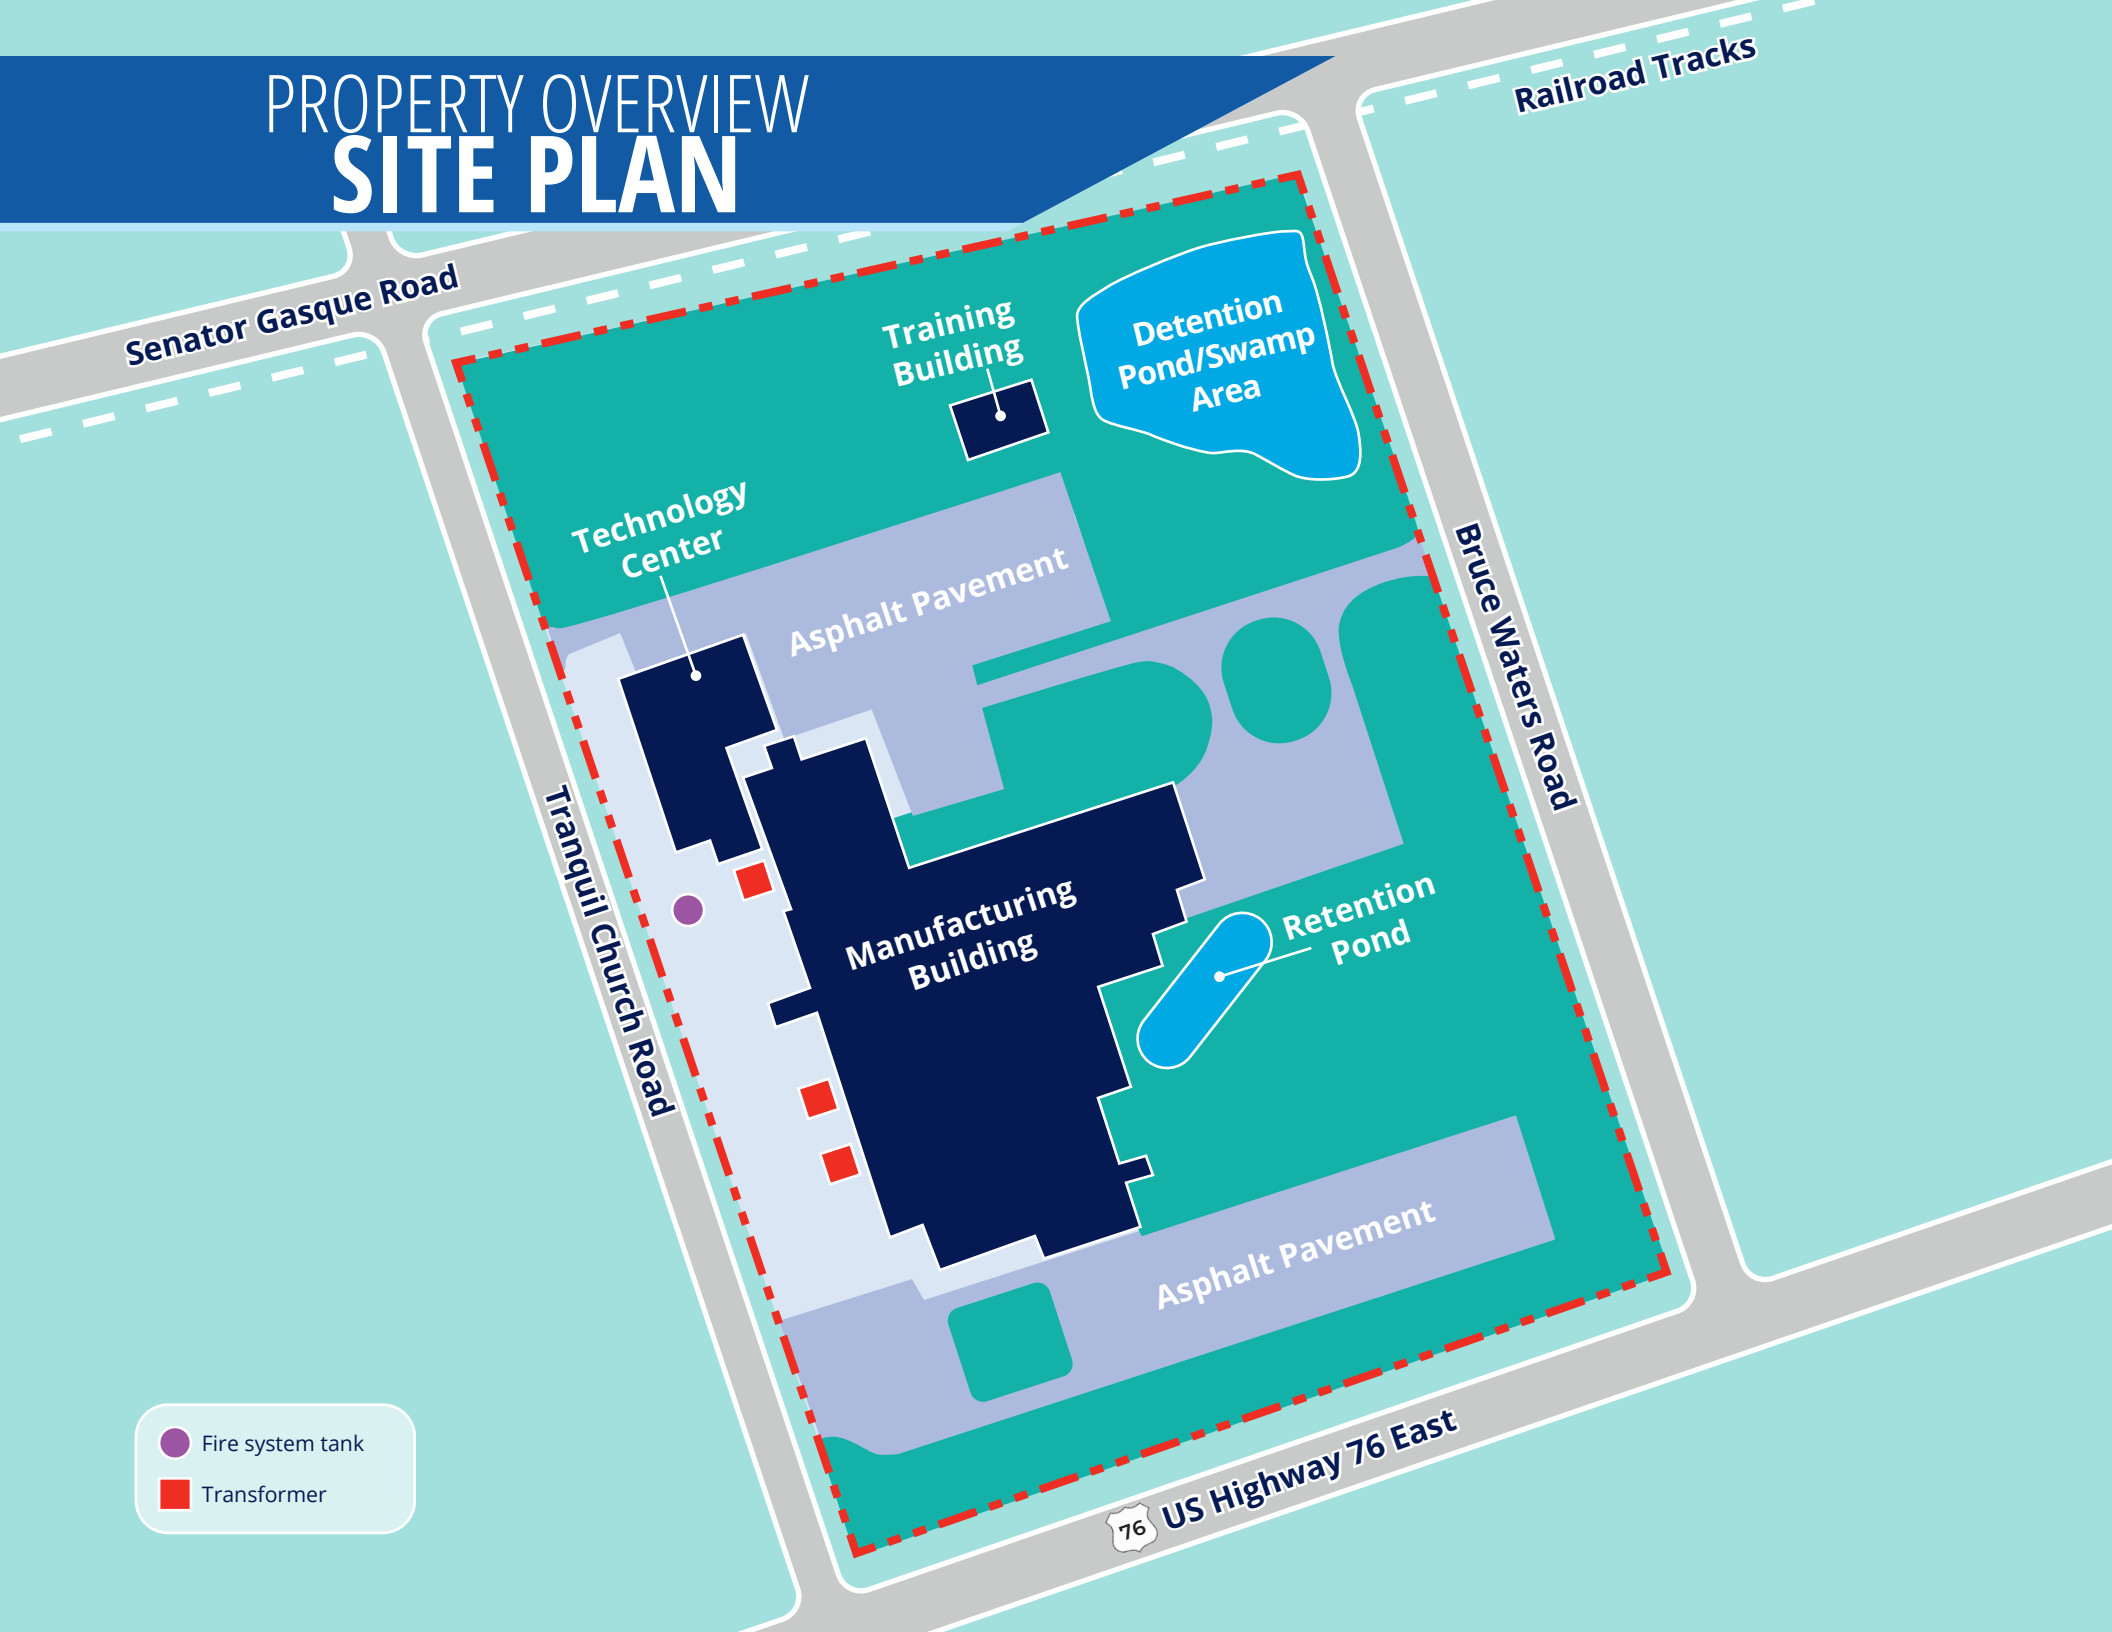 PROPERTY OVERVIEW
SITE PLAN
Railroad Tracks
Senator Gasque Road
Training
Building
Detention
Pond/Swamp
Area
Technology
Center
Asphalt Pavement
Bruce Waters Road
Tranquil Church Road
Manufacturing
Building
Retention
Pond
Asphalt Pavement
76 US Highway 76 East
Fire system tank
Transformer